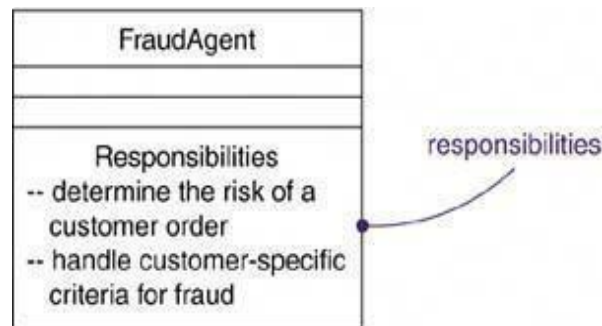 FraudAgent
Responsibilities
-- determine the risk of a
customer order
-- handle customer-specific
criteria for fraud
responsibilities